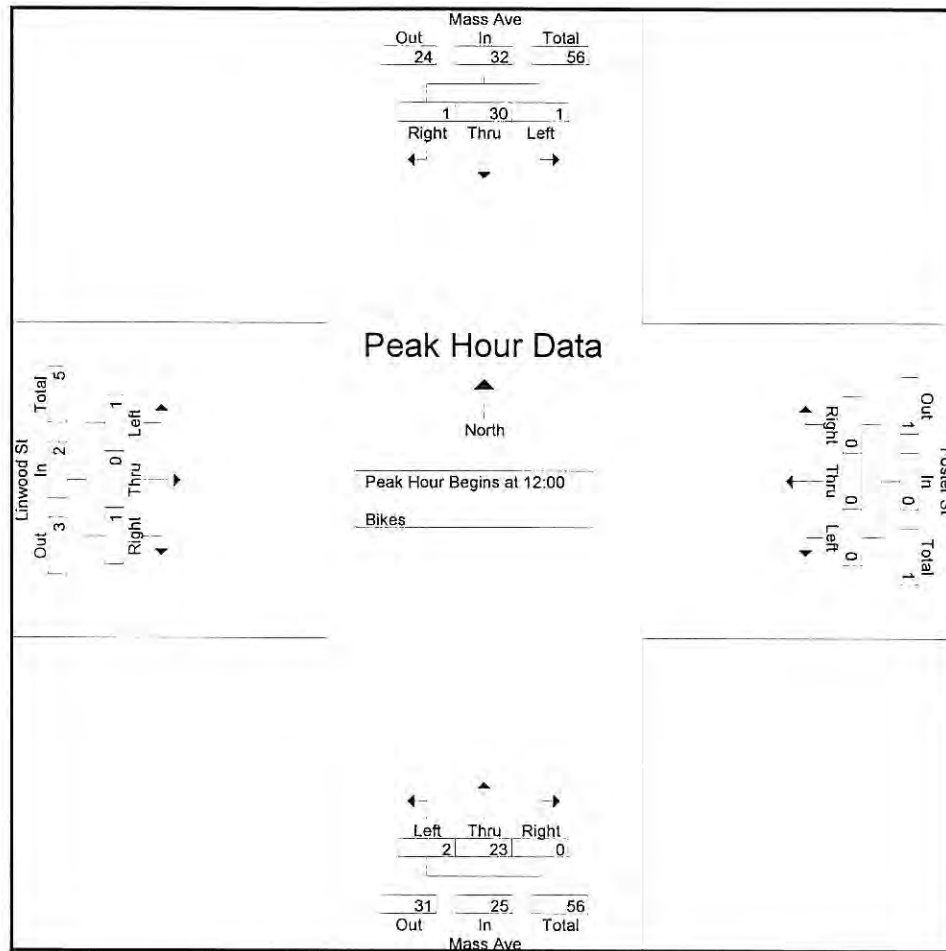 Mass Ave
Out In Total
24 32 56
1 30 1
Right Thru Left
Peak Hour Data
North
Peak Hour Begins at 12:00
Bikes
Linwood St
Out In Total
3 2 5
Left Thru Right
1 0 1
Right Thru Left
0 0 0
Out In Total
1 0 1
St
Left Thru Right
2 23 0
31 25 56
Out In Total
Mass Ave